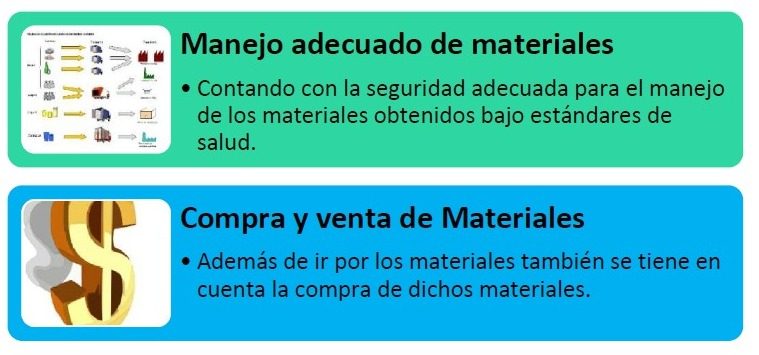 Manejo adecuado de materiales
• Contando con la seguridad adecuada para el manejo
de los materiales obtenidos bajo estándares de
salud.
Compra y venta de Materiales
• Además de ir por los materiales también se tiene en
cuenta la compra de dichos materiales.